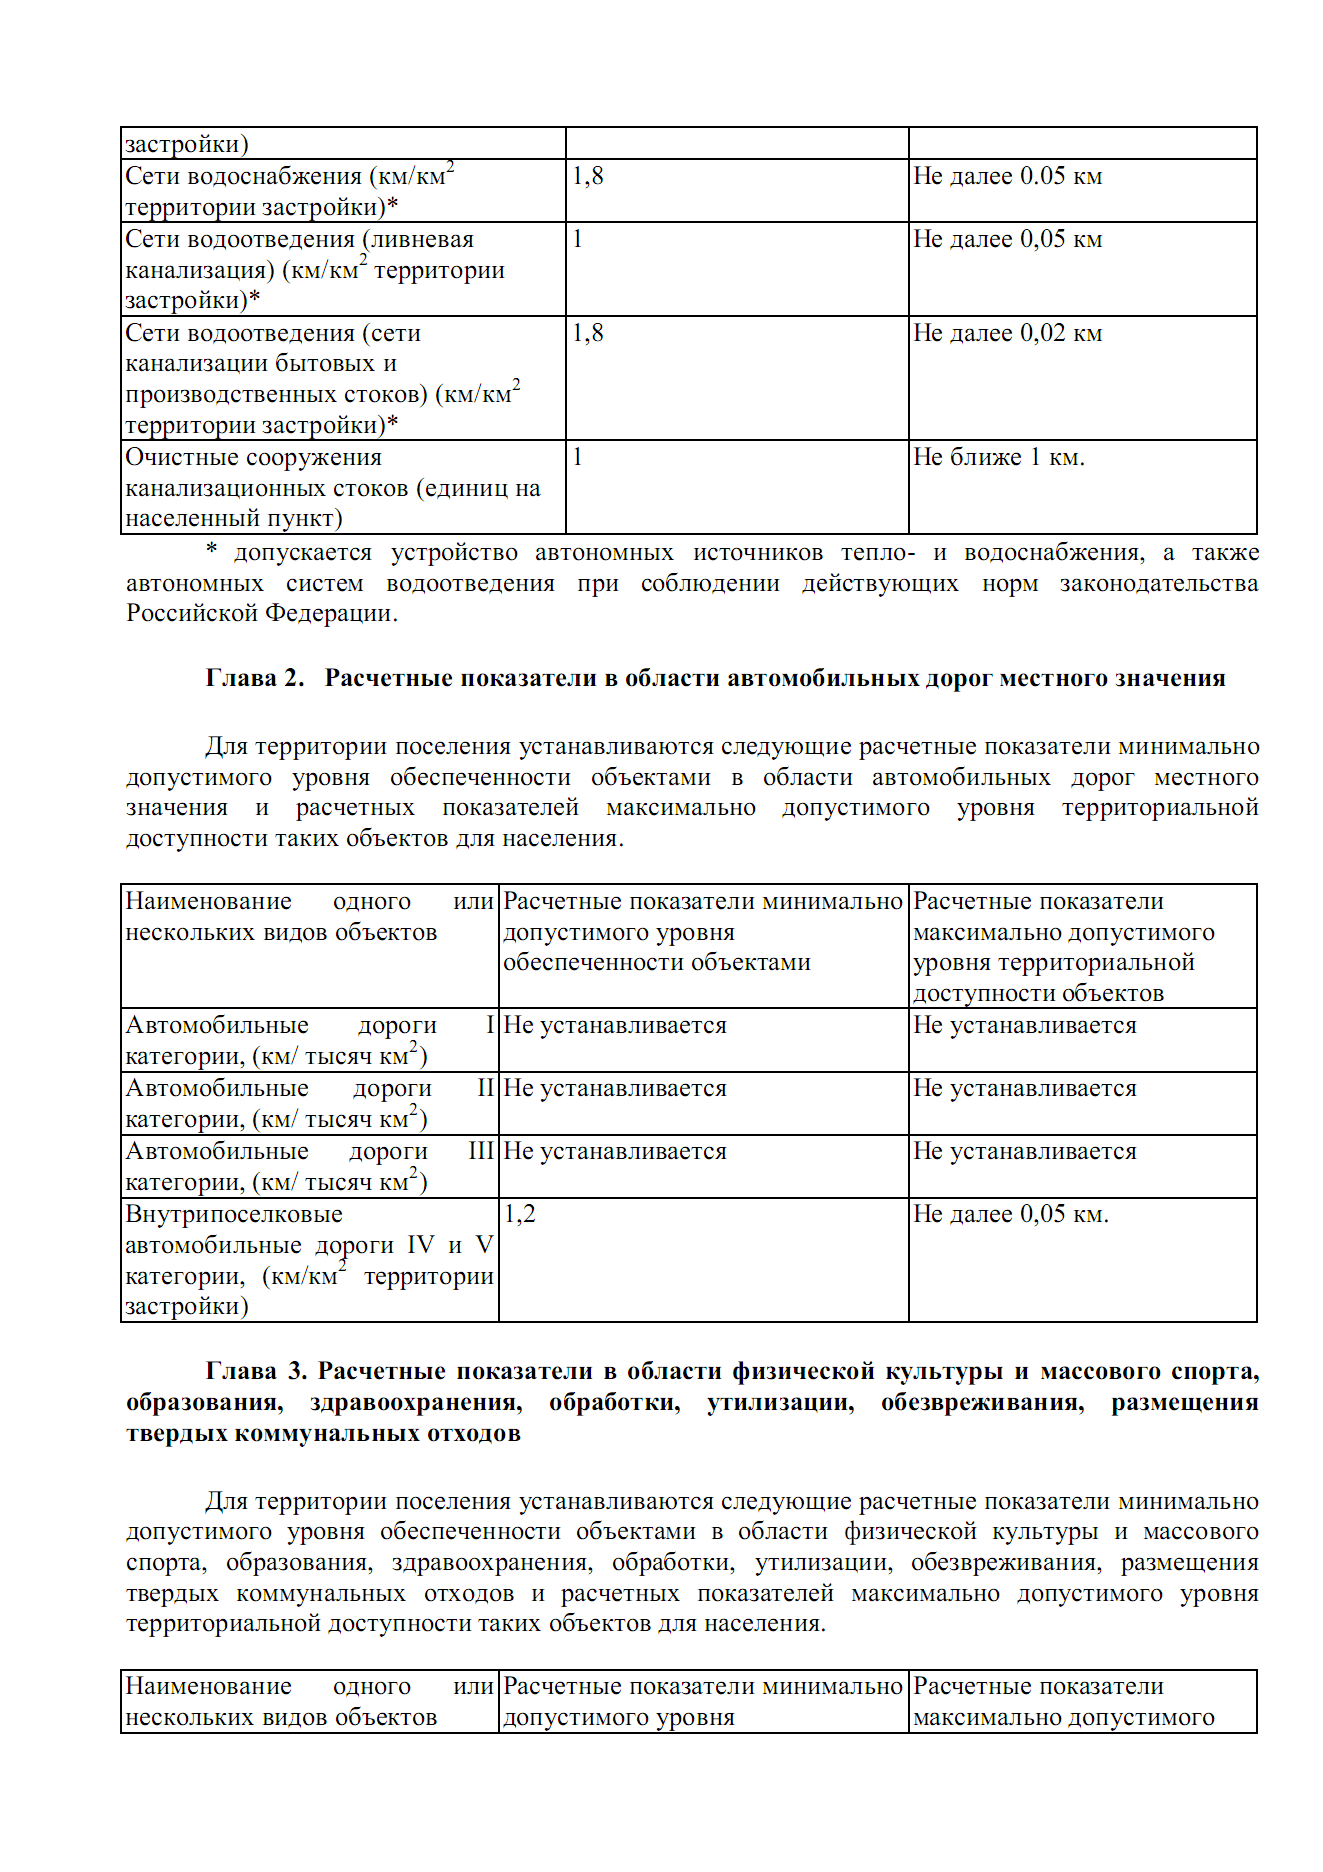 застройки)
Сети водоснабжения (км/км² 1,8 Не далее 0.05 км
территории застройки)*
Сети водоотведения (ливневая 1 Не далее 0,05 км
канализация) (км/км² территории
застройки)*
Сети водоотведения (сети 1,8 Не далее 0,02 км
канализации бытовых и
производственных стоков) (км/км²
территории застройки)*
Очистные сооружения 1 Не ближе 1 км.
канализационных стоков (единиц на
населенный пункт)
* допускается устройство автономных источников тепло- и водоснабжения, а также
автономных систем водоотведения при соблюдении действующих норм законодательства
Российской Федерации.
Глава 2. Расчетные показатели в области автомобильных дорог местного значения
Для территории поселения устанавливаются следующие расчетные показатели минимально
допустимого уровня обеспеченности объектами в области автомобильных дорог местного
значения и расчетных показателей максимально допустимого уровня территориальной
доступности таких объектов для населения.
Наименование одного или Расчетные показатели минимально Расчетные показатели
нескольких видов объектов допустимого уровня максимально допустимого
обеспеченности объектами уровня территориальной
доступности объектов
Автомобильные дороги I Не устанавливается Не устанавливается
категории, (км/ тысяч км²)
Автомобильные дороги II Не устанавливается Не устанавливается
категории, (км/ тысяч км²)
Автомобильные дороги III Не устанавливается Не устанавливается
категории, (км/ тысяч км²)
Внутрипоселковые 1,2 Не далее 0,05 км.
автомобильные дороги IV и V
категории, (км/км² территории
застройки)
Глава 3. Расчетные показатели в области физической культуры и массового спорта,
образования, здравоохранения, обработки, утилизации, обезвреживания, размещения
твердых коммунальных отходов
Для территории поселения устанавливаются следующие расчетные показатели минимально
допустимого уровня обеспеченности объектами в области физической культуры и массового
спорта, образования, здравоохранения, обработки, утилизации, обезвреживания, размещения
твердых коммунальных отходов и расчетных показателей максимально допустимого уровня
территориальной доступности таких объектов для населения.
Наименование одного или Расчетные показатели минимально Расчетные показатели
нескольких видов объектов допустимого уровня максимально допустимого